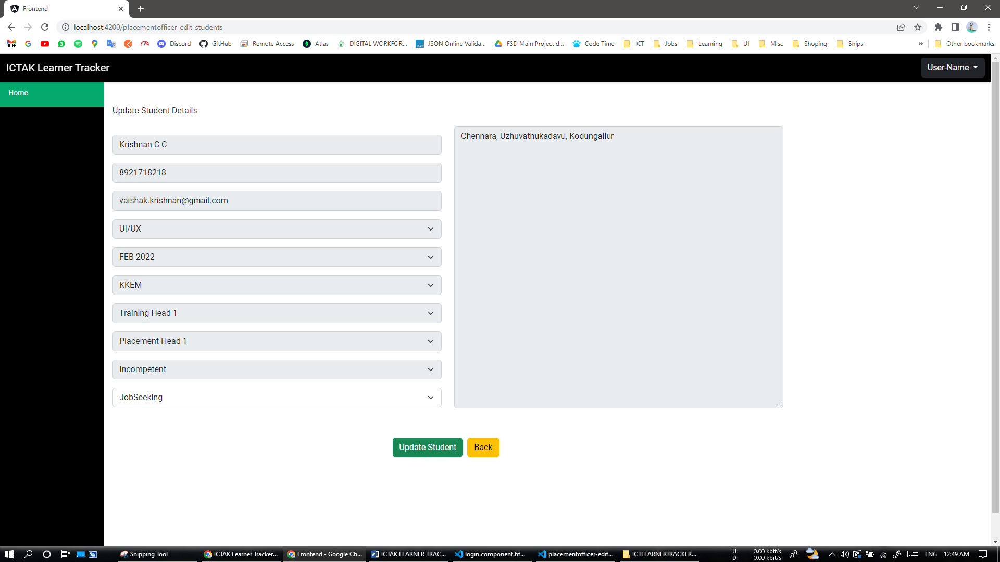 Frontend
localhost:4200/placementofficer-edit-students
100+
3
Discord
GitHub
Remote Access
Atlas
DIGITAL WORKFOR...
JSON Online Valida...
FSD Main Project d...
Code Time
ICT
Jobs
Learning
UI
Misc
Shoping
Snips
»
Other bookmarks
ICTAK Learner Tracker
User-Name
Home
Update Student Details
Krishnan C C
Chennara, Uzhuvathukadavu, Kodungallur
8921718218
vaishak.krishnan@gmail.com
UI/UX
FEB 2022
KKEM
Training Head 1
Placement Head 1
Incompetent
JobSeeking
Update Student
Back
Snipping Tool
ICTAK Learner Tracker...
Frontend - Google Ch...
ICTAK LEARNER TRAC...
login.component.ht...
placementofficer-edit...
ICTLEARNERTRACKER...
U: 0.00 kbit/s
D: 0.00 kbit/s
ENG
12:49 AM